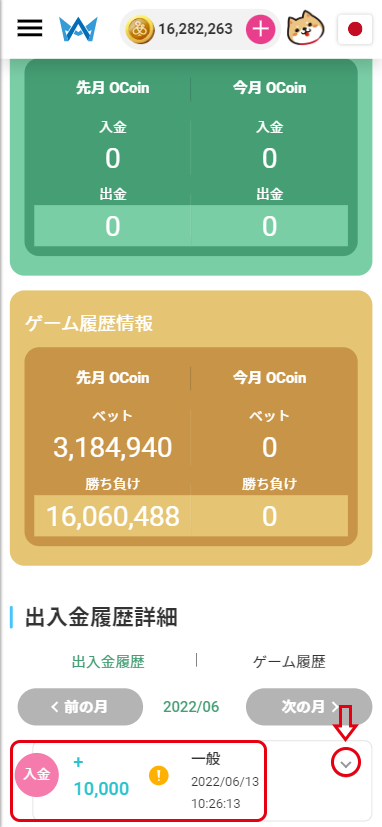 16,282,263
先月 OCoin 今月 OCoin
入金 入金
0 0
出金 出金
0 0
ゲーム履歴情報
先月 OCoin 今月 OCoin
ベット ベット
3,184,940 0
勝ち負け 勝ち負け
16,060,488 0
出入金履歴詳細
出入金履歴 | ゲーム履歴
< 前の月 2022/06 次の月 >
入金 + 10,000 ! 一般
2022/06/13
10:26:13